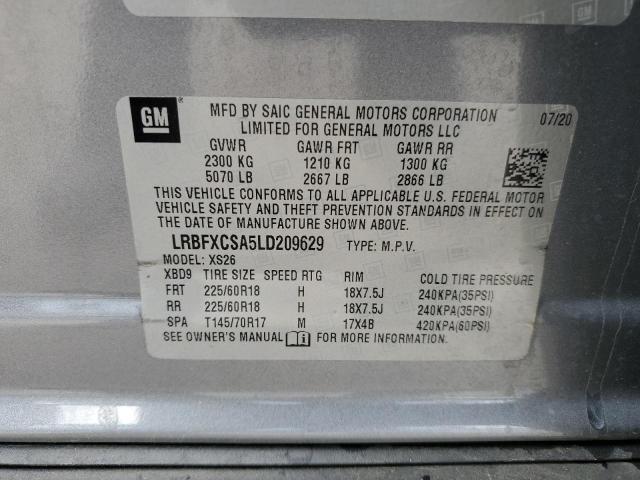 GM
MFD BY SAIC GENERAL MOTORS CORPORATION 07/20
LIMITED FOR GENERAL MOTORS LLC
GVWR GAWR FRT GAWR RR
2300 KG 1210 KG 1300 KG
5070 LB 2667 LB 2866 LB
THIS VEHICLE CONFORMS TO ALL APPLICABLE U.S. FEDERAL MOTOR
VEHICLE SAFETY AND THEFT PREVENTION STANDARDS IN EFFECT ON
THE DATE OF MANUFACTURE SHOWN ABOVE.
LRBFXCSA5LD209629 TYPE: M.P.V.
MODEL: XS26
XBD9 TIRE SIZE SPEED RTG RIM COLD TIRE PRESSURE
FRT 225/60R18 H 18X7.5J 240KPA(35PSI)
RR 225/60R18 H 18X7.5J 240KPA(35PSI)
SPA T145/70R17 M 17X4B 420KPA(60PSI)
SEE OWNER'S MANUAL FOR MORE INFORMATION.